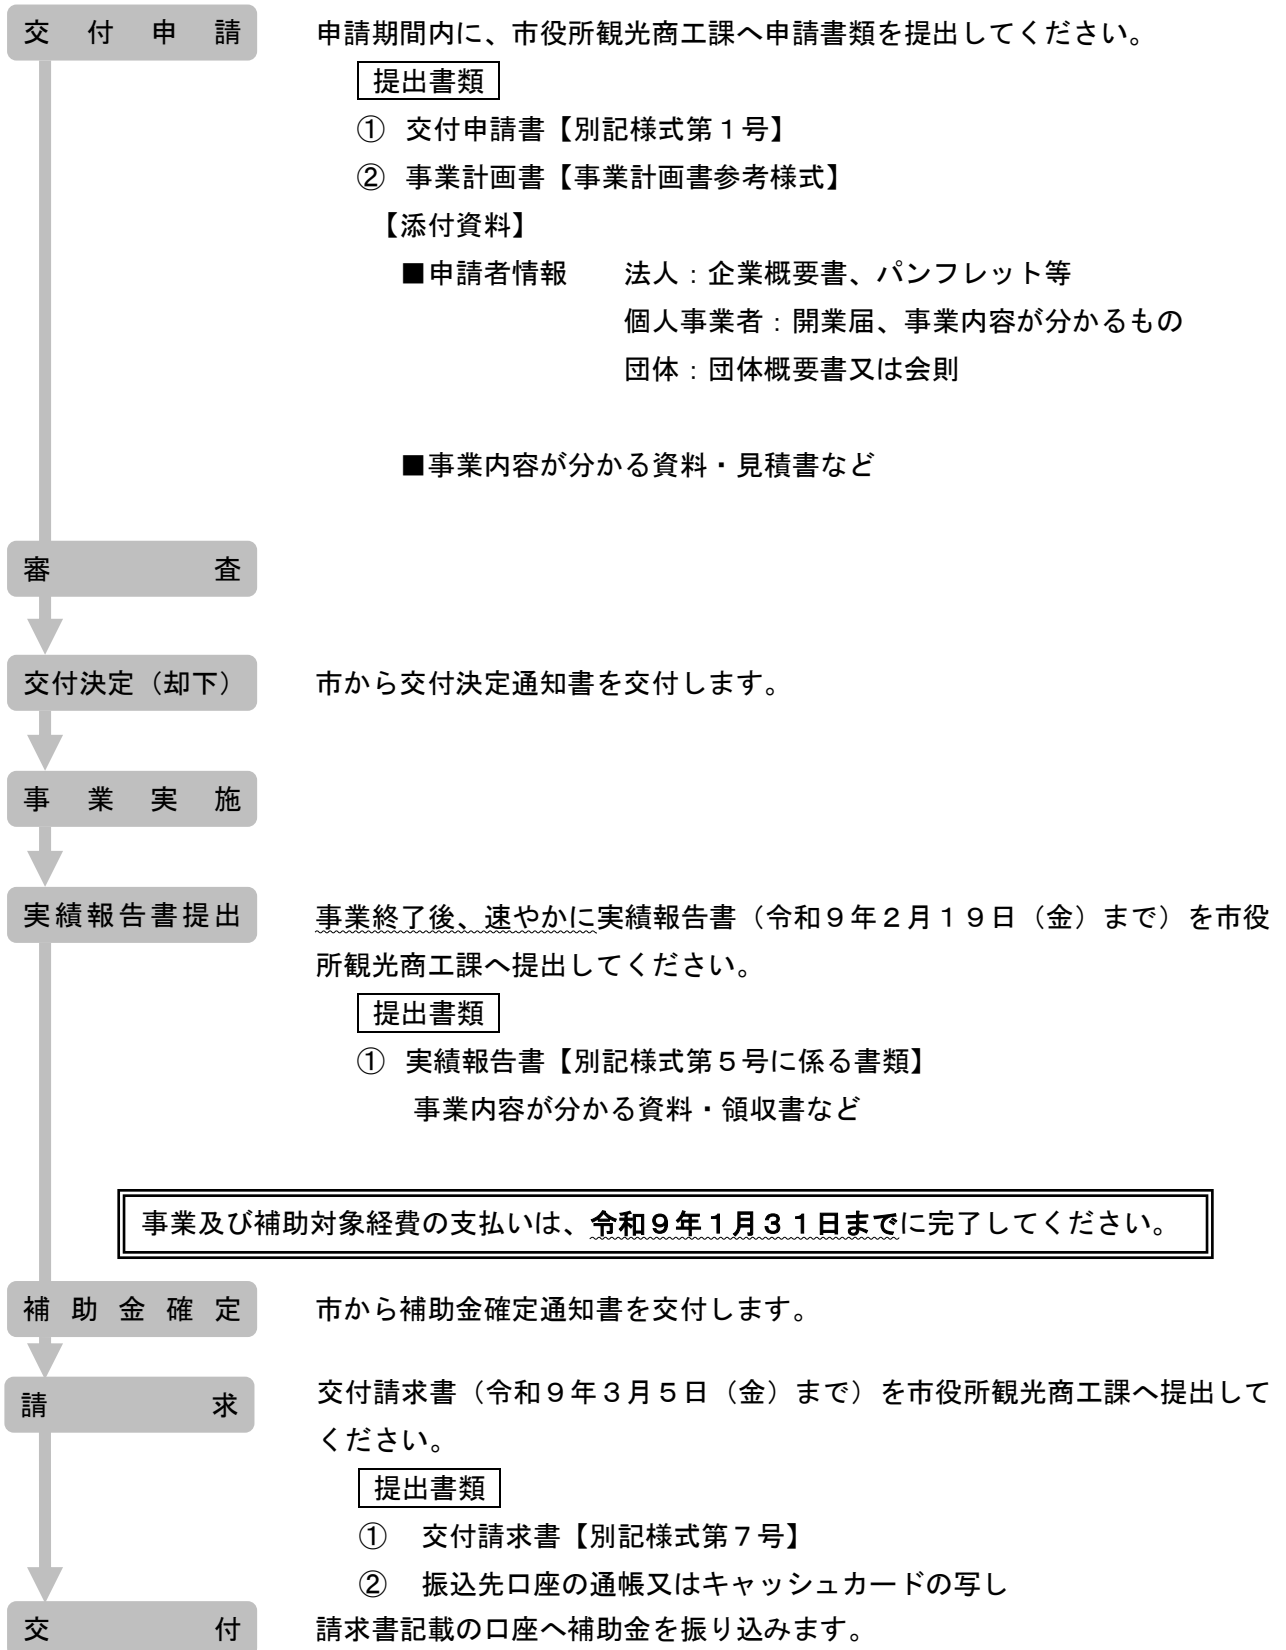 交付申請
申請期間内に、市役所観光商工課へ申請書類を提出してください。
提出書類
① 交付申請書【別記様式第１号】
② 事業計画書【事業計画書参考様式】
【添付資料】
■申請者情報　　法人：企業概要書、パンフレット等
個人事業者：開業届、事業内容が分かるもの
団体：団体概要書又は会則
■事業内容が分かる資料・見積書など
審査
交付決定（却下）
市から交付決定通知書を交付します。
事業実施
実績報告書提出
事業終了後、速やかに実績報告書（令和９年２月１９日（金）まで）を市役
所観光商工課へ提出してください。
提出書類
① 実績報告書【別記様式第５号に係る書類】
事業内容が分かる資料・領収書など
事業及び補助対象経費の支払いは、令和９年１月３１日までに完了してください。
補助金確定
市から補助金確定通知書を交付します。
請求
交付請求書（令和９年３月５日（金）まで）を市役所観光商工課へ提出して
ください。
提出書類
①　交付請求書【別記様式第７号】
②　振込先口座の通帳又はキャッシュカードの写し
交付
請求書記載の口座へ補助金を振り込みます。